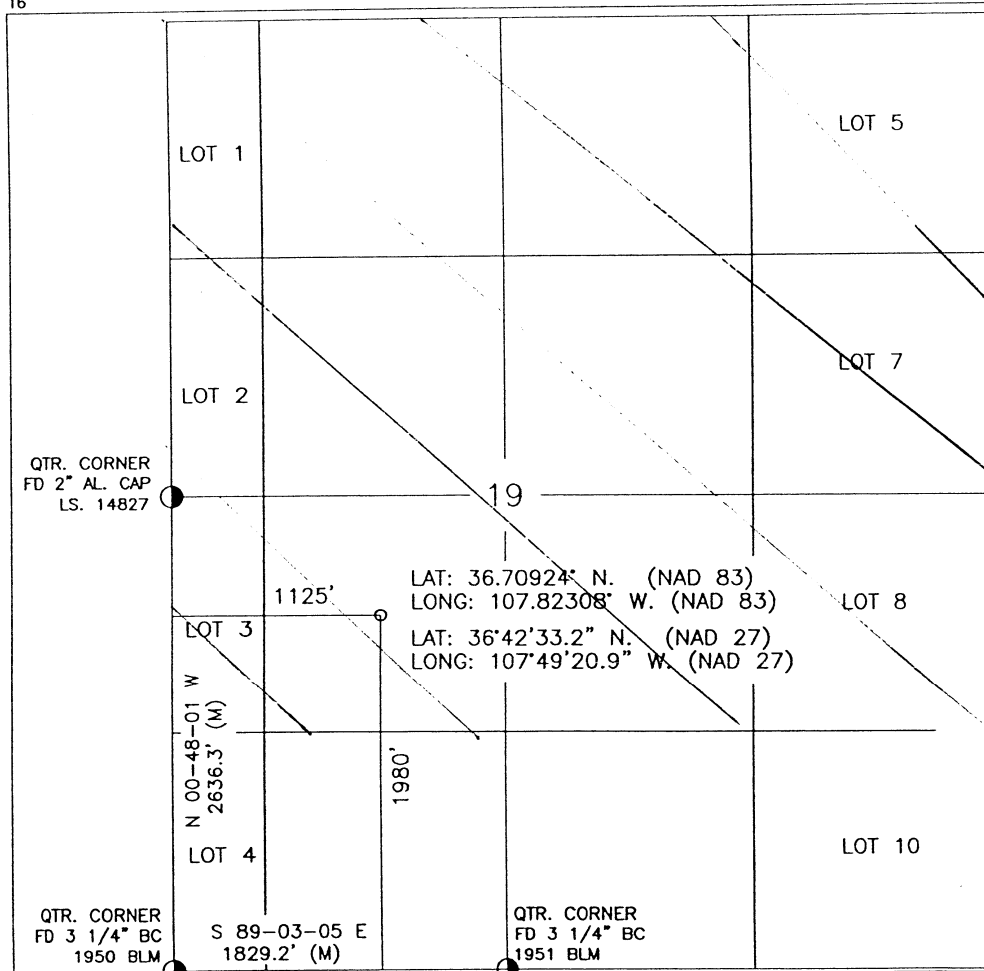 16
LOT 5
LOT 1
LOT 7
LOT 2
QTR. CORNER
FD 2" AL. CAP
LS. 14827
19
LAT: 36.70924° N. (NAD 83)
LONG: 107.82308° W. (NAD 83)
LAT: 36°42'33.2" N. (NAD 27)
LONG: 107°49'20.9" W. (NAD 27)
1125'
LOT 8
LOT 3
N 00-48-01 W
2636.3' (M)
1980'
LOT 4
LOT 10
QTR. CORNER
FD 3 1/4" BC
1950 BLM
S 89-03-05 E
1829.2' (M)
QTR. CORNER
FD 3 1/4" BC
1951 BLM